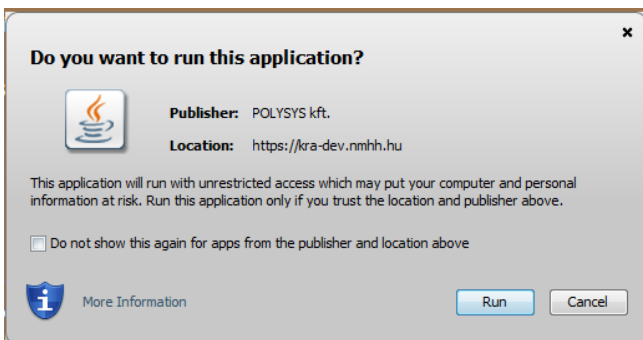 Do you want to run this application?
Publisher: POLYSYS kft.
Location: https://kra-dev.nmhh.hu
This application will run with unrestricted access which may put your computer and personal
information at risk. Run this application only if you trust the location and publisher above.
Do not show this again for apps from the publisher and location above
More Information
Run
Cancel